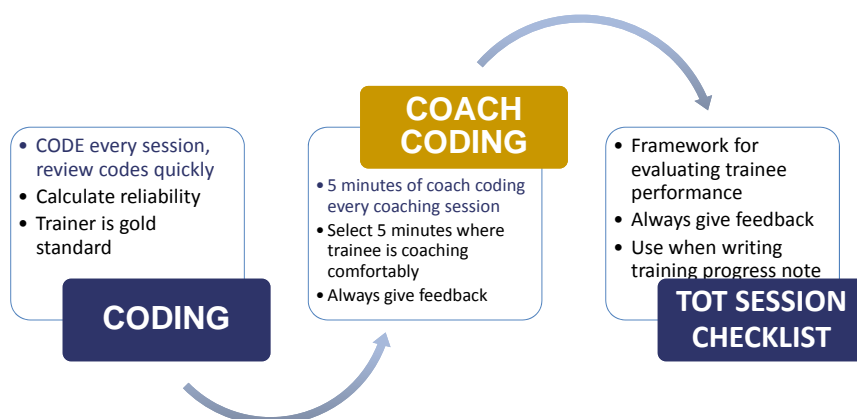 • CODE every session,
review codes quickly
• Calculate reliability
• Trainer is gold
standard
CODING
COACH
CODING
• 5 minutes of coach coding
every coaching session
• Select 5 minutes where
trainee is coaching
comfortably
• Always give feedback
• Framework for
evaluating trainee
performance
• Always give feedback
• Use when writing
training progress note
TOT SESSION
CHECKLIST